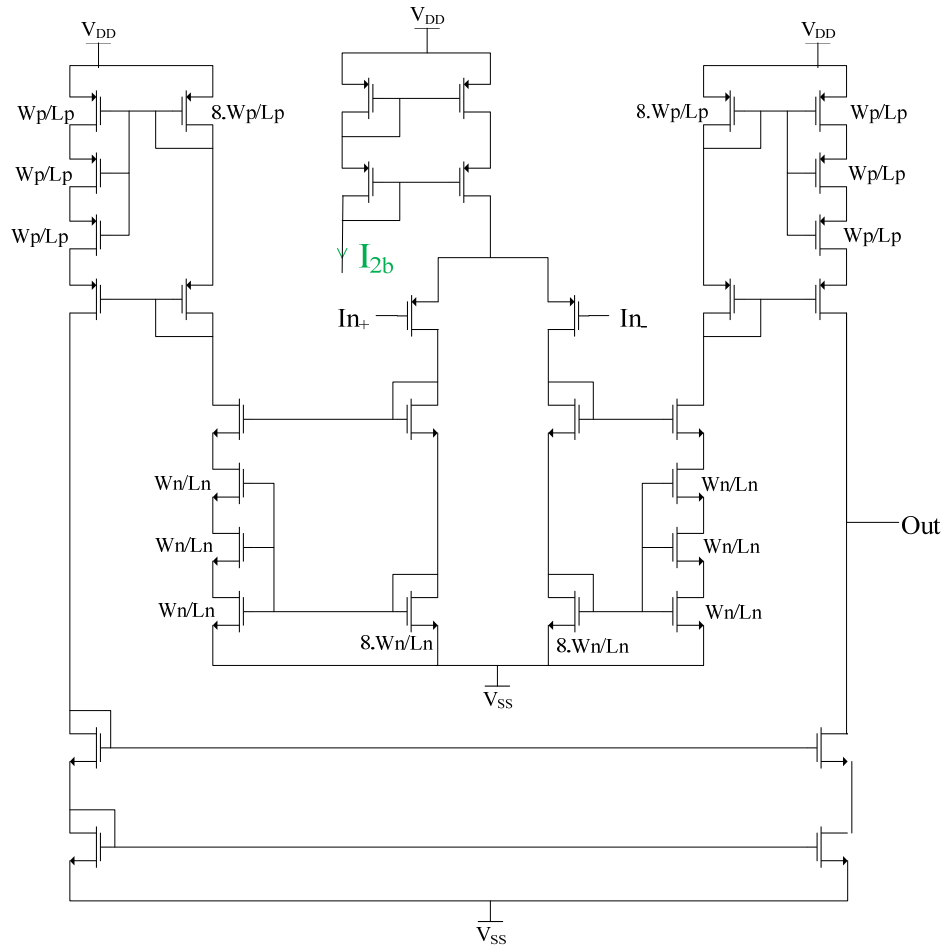 VDD
VDD
VDD
Wp/Lp
8.Wp/Lp
8.Wp/Lp
Wp/Lp
Wp/Lp
Wp/Lp
Wp/Lp
Wp/Lp
I2b
In+
In-
Wn/Ln
Wn/Ln
Wn/Ln
Wn/Ln
Out
Wn/Ln
Wn/Ln
8.Wn/Ln
8.Wn/Ln
VSS
VSS